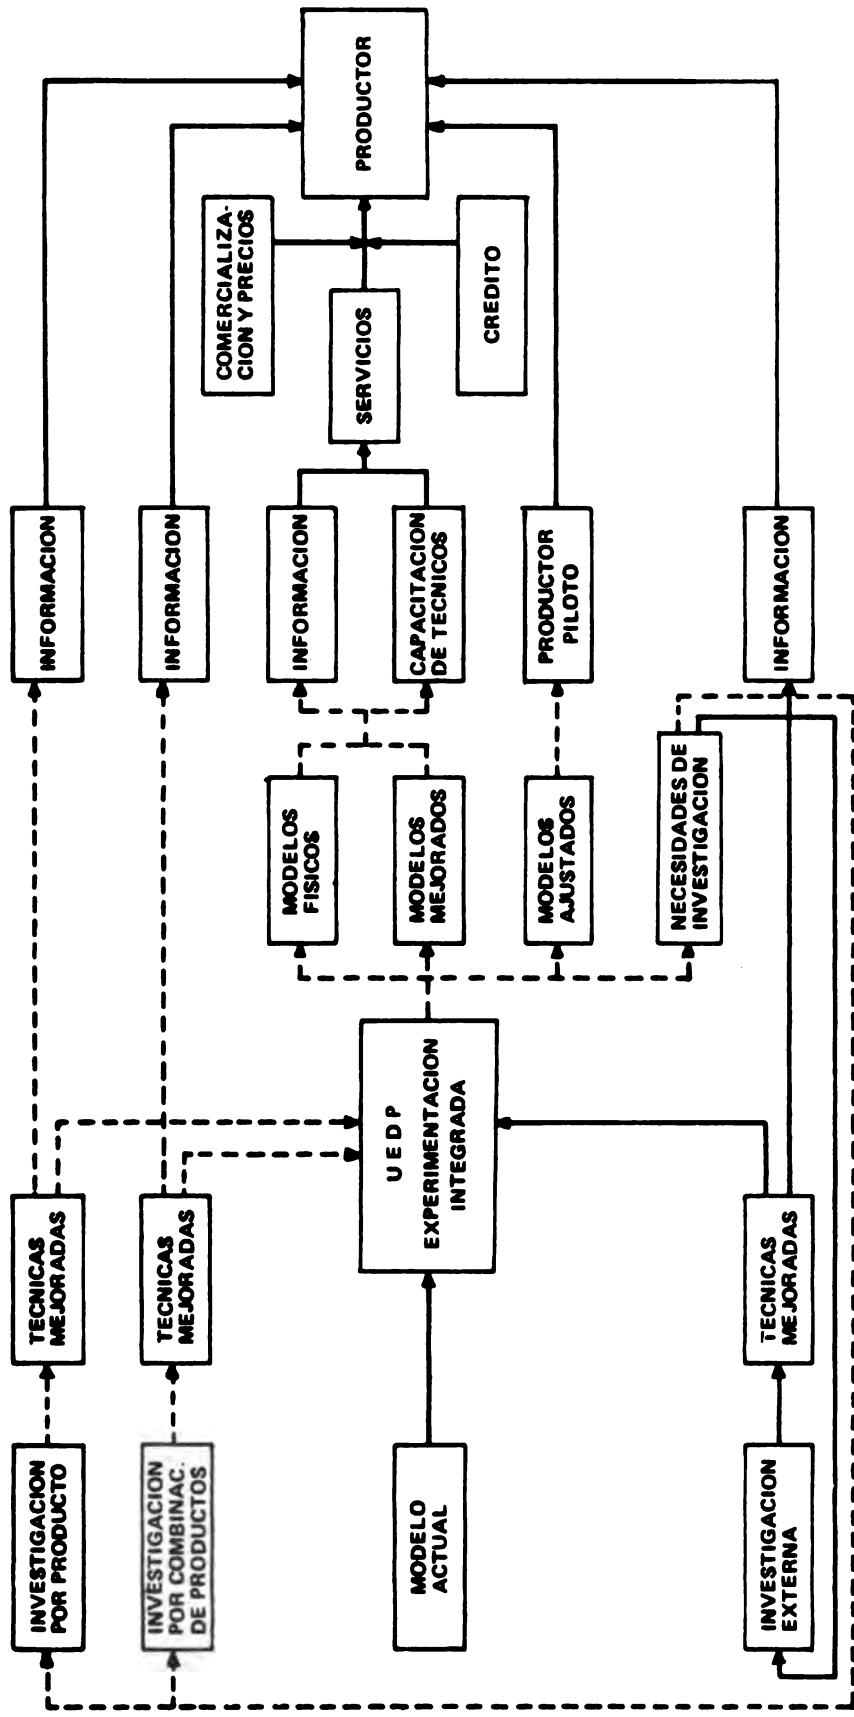 INVESTIGACION
POR PRODUCTO
TECNICAS
MEJORADAS
INFORMACION
INVESTIGACION
POR COMBINAC.
DE PRODUCTOS
TECNICAS
MEJORADAS
INFORMACION
COMERCIALIZA-
CION Y PRECIOS
PRODUCTOR
MODELOS
FISICOS
INFORMACION
SERVICIOS
MODELO
ACTUAL
U E D P
EXPERIMENTACION
INTEGRADA
MODELOS
MEJORADOS
CAPACITACION
DE TECNICOS
CREDITO
MODELOS
AJUSTADOS
PRODUCTOR
PILOTO
NECESIDADES DE
INVESTIGACION
INVESTIGACION
EXTERNA
TECNICAS
MEJORADAS
INFORMACION